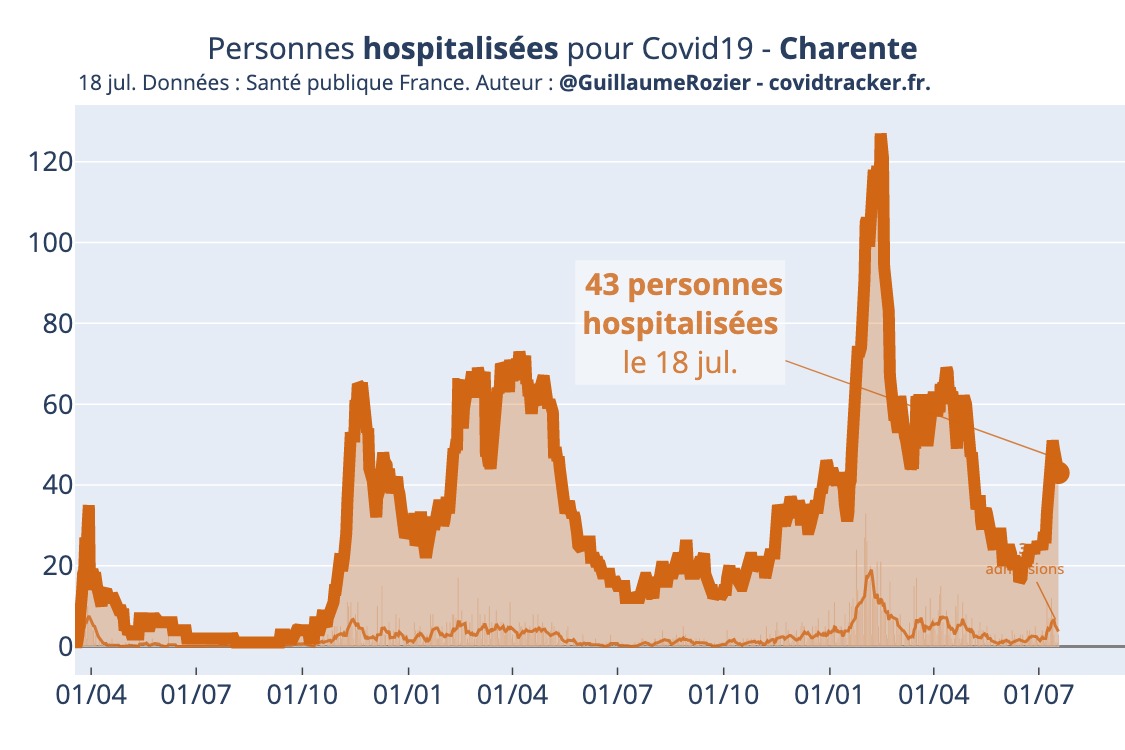 Personnes hospitalisées pour Covid19 - Charente
18 jul. Données : Santé publique France. Auteur : @GuillaumeRozier - covidtracker.fr.
120
100
80
60
40
20
0
43 personnes
hospitalisées
le 18 jul.
admissions
01/04 01/07 01/10 01/01 01/04 01/07 01/10 01/01 01/04 01/07